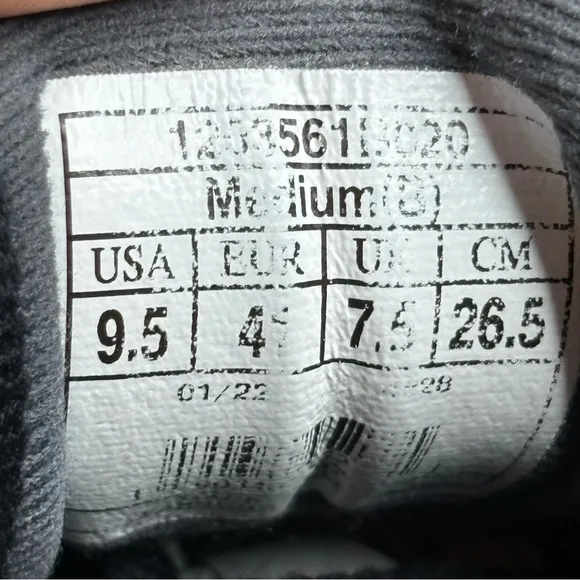 Medium(B)
USA EUR UK CM
9.5 41 7.5 26.5
01/22